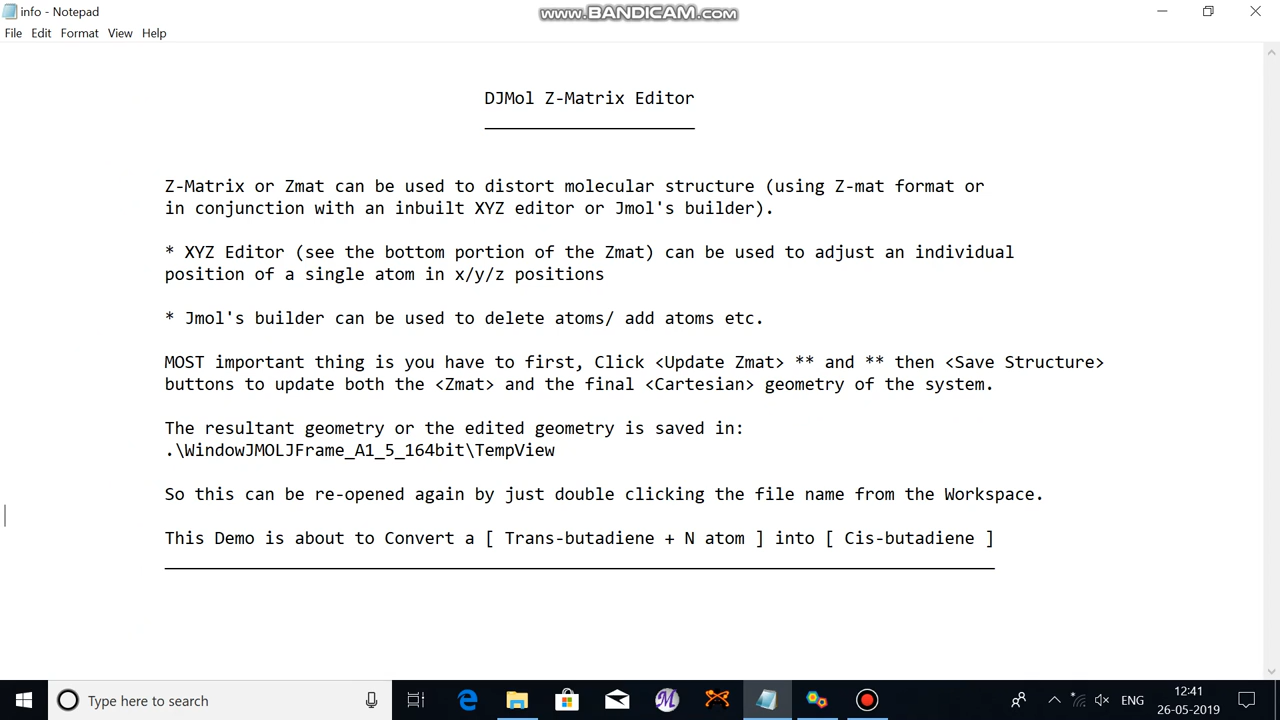 info - Notepad
www.BANDICAM.com
File Edit Format View Help
DJMol Z-Matrix Editor
Z-Matrix or Zmat can be used to distort molecular structure (using Z-mat format or
in conjunction with an inbuilt XYZ editor or Jmol's builder).
* XYZ Editor (see the bottom portion of the Zmat) can be used to adjust an individual
position of a single atom in x/y/z positions
* Jmol's builder can be used to delete atoms/ add atoms etc.
MOST important thing is you have to first, Click <Update Zmat> ** and ** then <Save Structure>
buttons to update both the <Zmat> and the final <Cartesian> geometry of the system.
The resultant geometry or the edited geometry is saved in:
.\WindowJMOLJFrame_A1_5_164bit\TempView
So this can be re-opened again by just double clicking the file name from the Workspace.
This Demo is about to Convert a [ Trans-butadiene + N atom ] into [ Cis-butadiene ]
Type here to search
ENG
12:41
26-05-2019